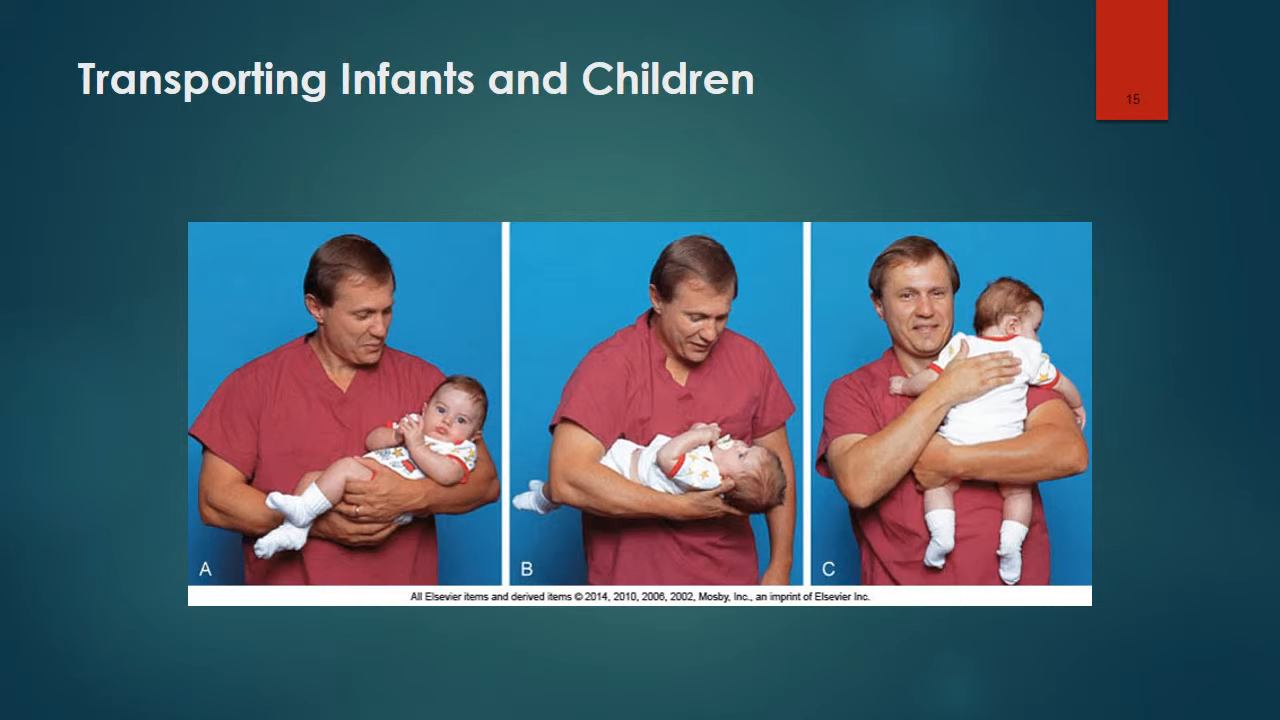 Transporting Infants and Children
15
A
B
C
All Elsevier items and derived items © 2014, 2010, 2006, 2002, Mosby, Inc., an imprint of Elsevier Inc.